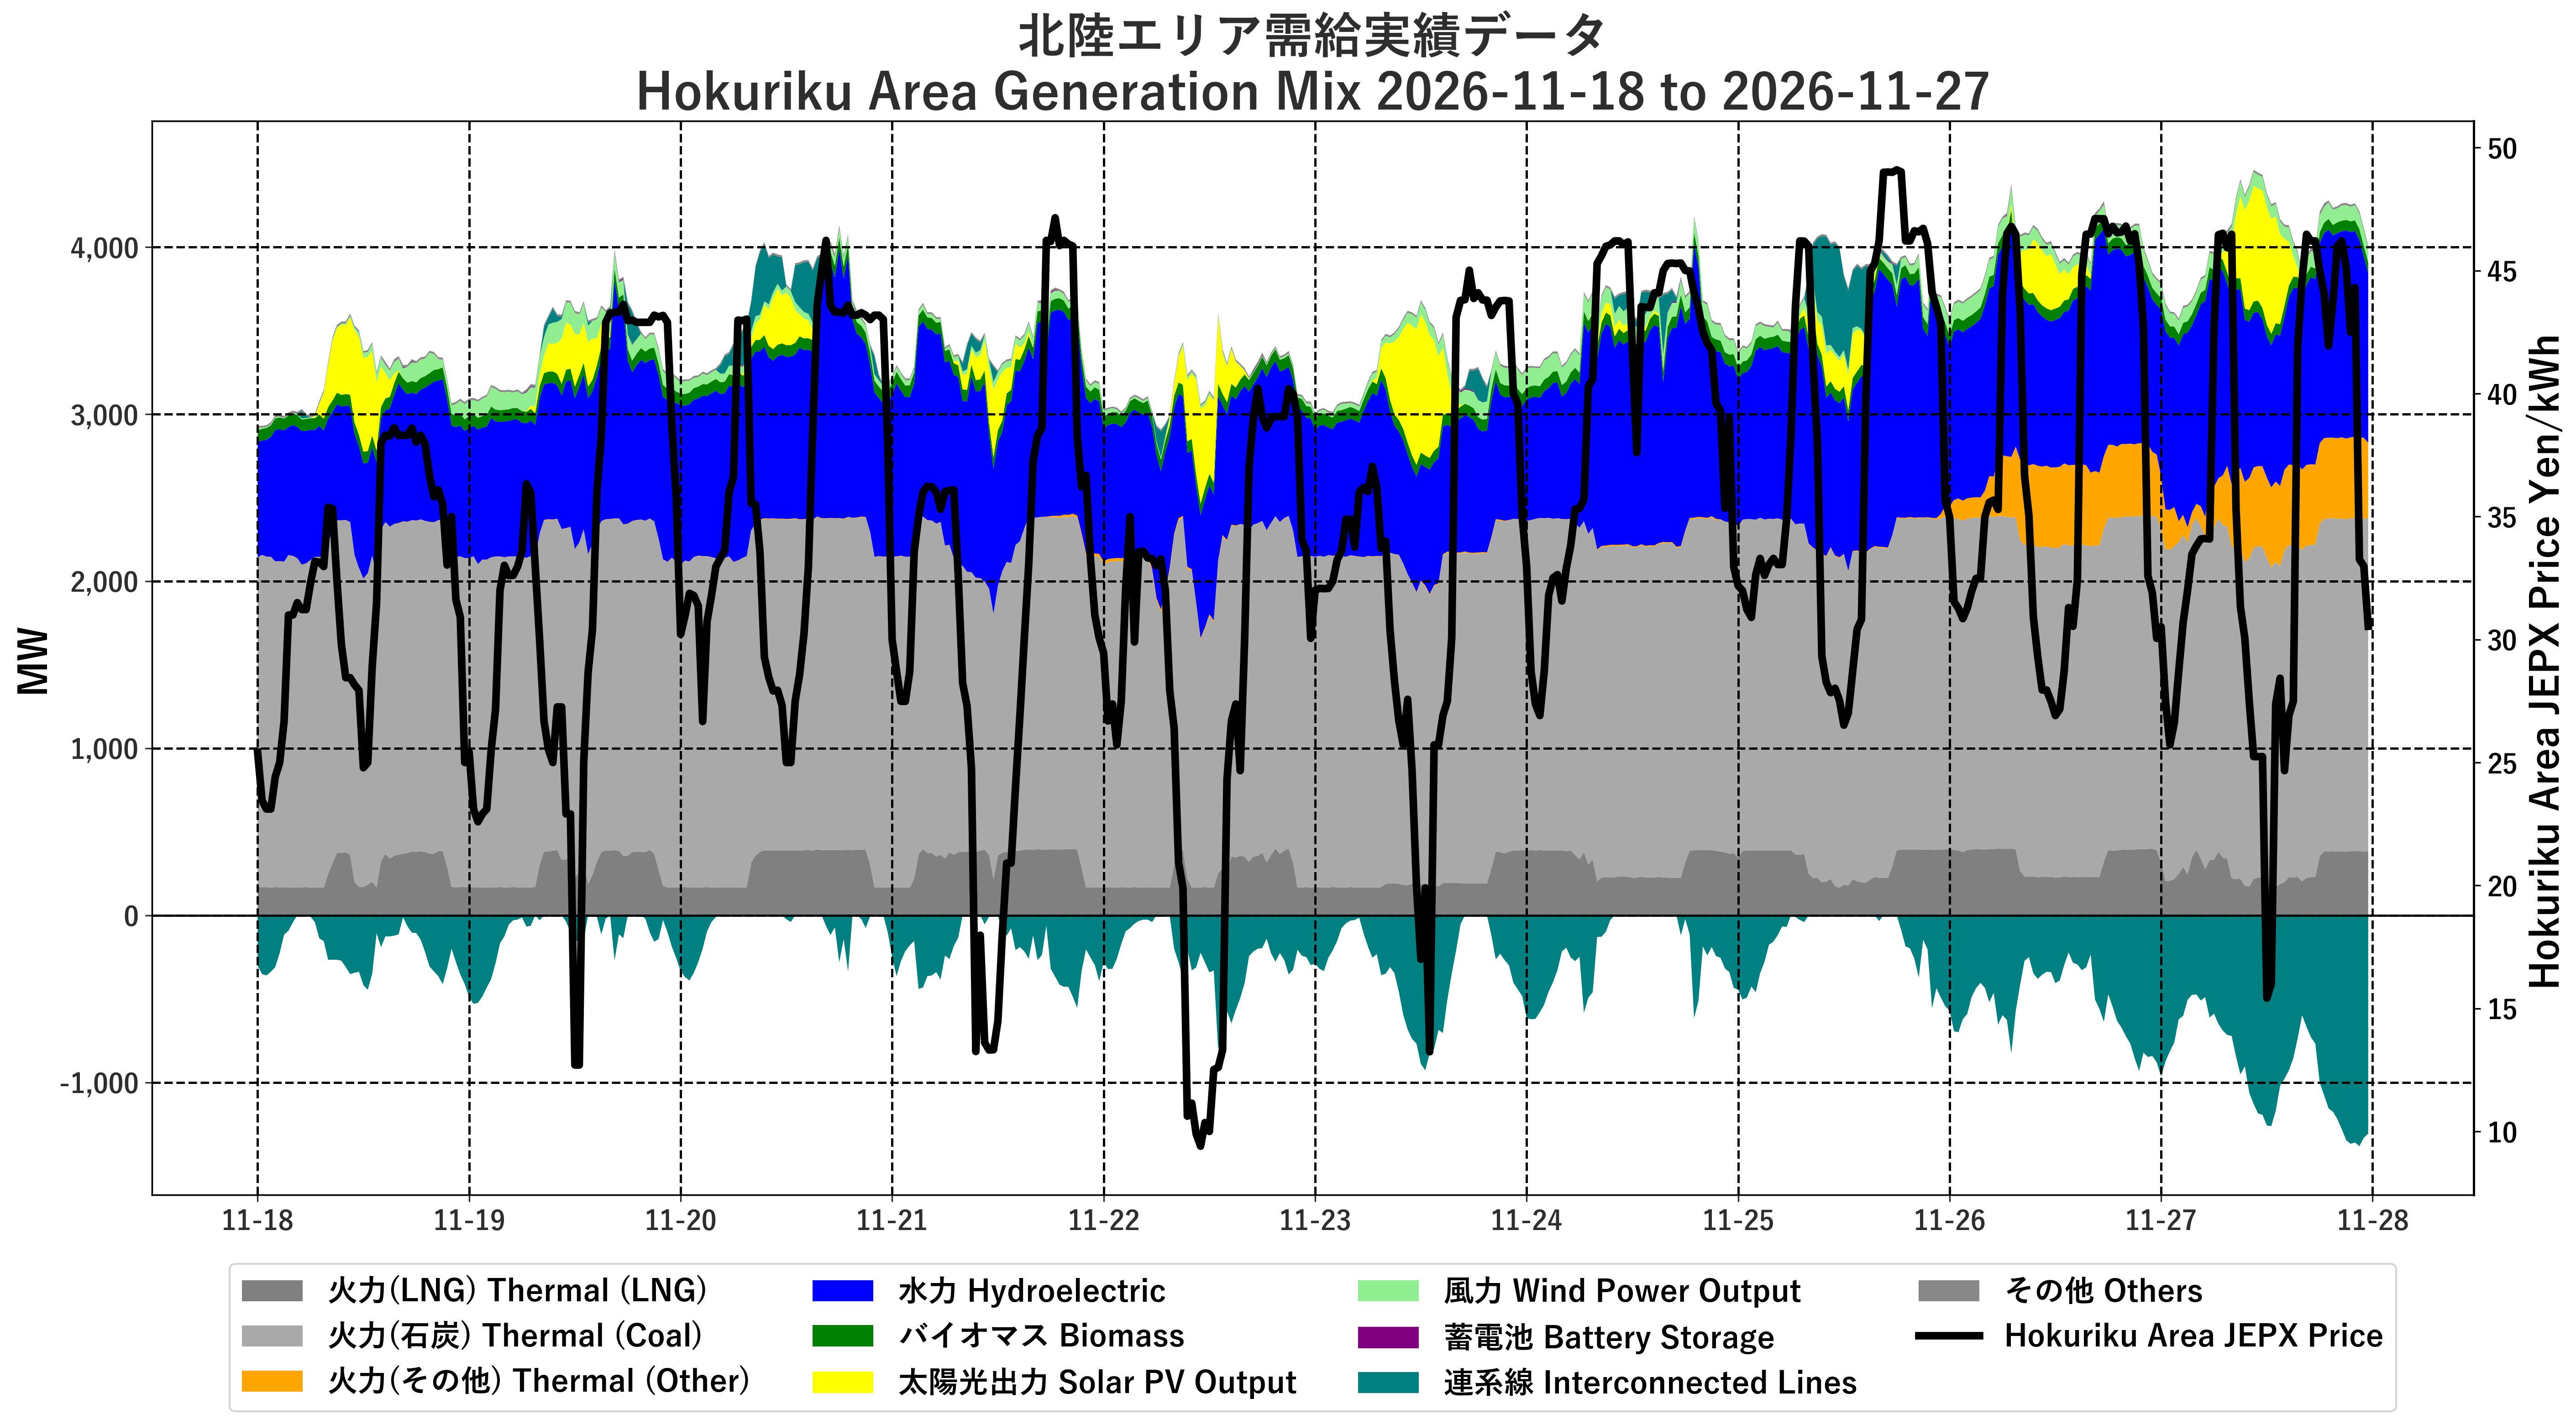 北陸エリア需給実績データ
Hokuriku Area Generation Mix 2026-11-18 to 2026-11-27
MW
4,000
3,000
2,000
1,000
0
-1,000
50
45
40
35
30
25
20
15
10
Hokuriku Area JEPX Price Yen/kWh
11-18 11-19 11-20 11-21 11-22 11-23 11-24 11-25 11-26 11-27 11-28
火力(LNG) Thermal (LNG)
火力(石炭) Thermal (Coal)
火力(その他) Thermal (Other)
水力 Hydroelectric
バイオマス Biomass
太陽光出力 Solar PV Output
風力 Wind Power Output
蓄電池 Battery Storage
連系線 Interconnected Lines
その他 Others
Hokuriku Area JEPX Price